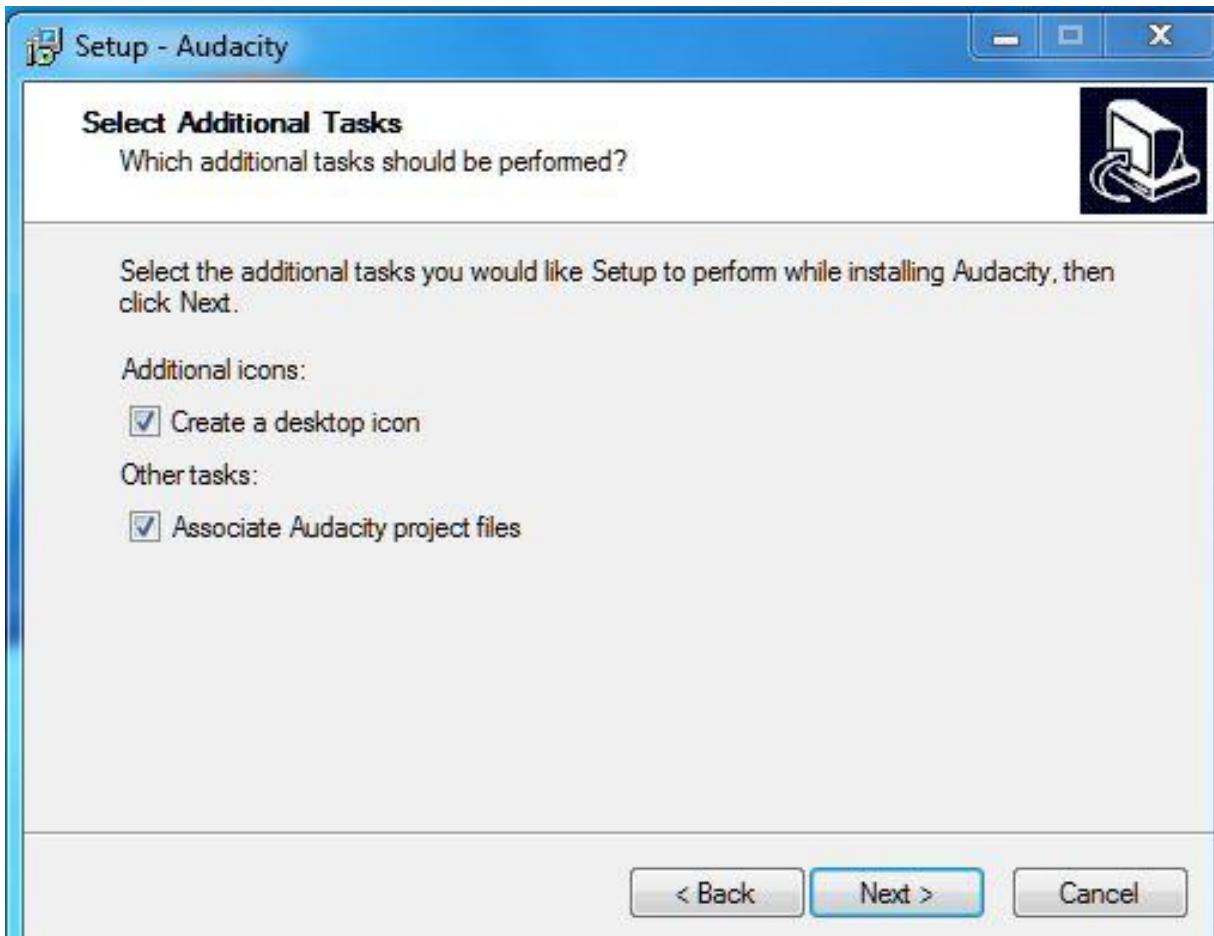 Setup - Audacity
Select Additional Tasks
Which additional tasks should be performed?
Select the additional tasks you would like Setup to perform while installing Audacity, then
click Next.
Additional icons:
Create a desktop icon
Other tasks:
Associate Audacity project files
< Back Next > Cancel